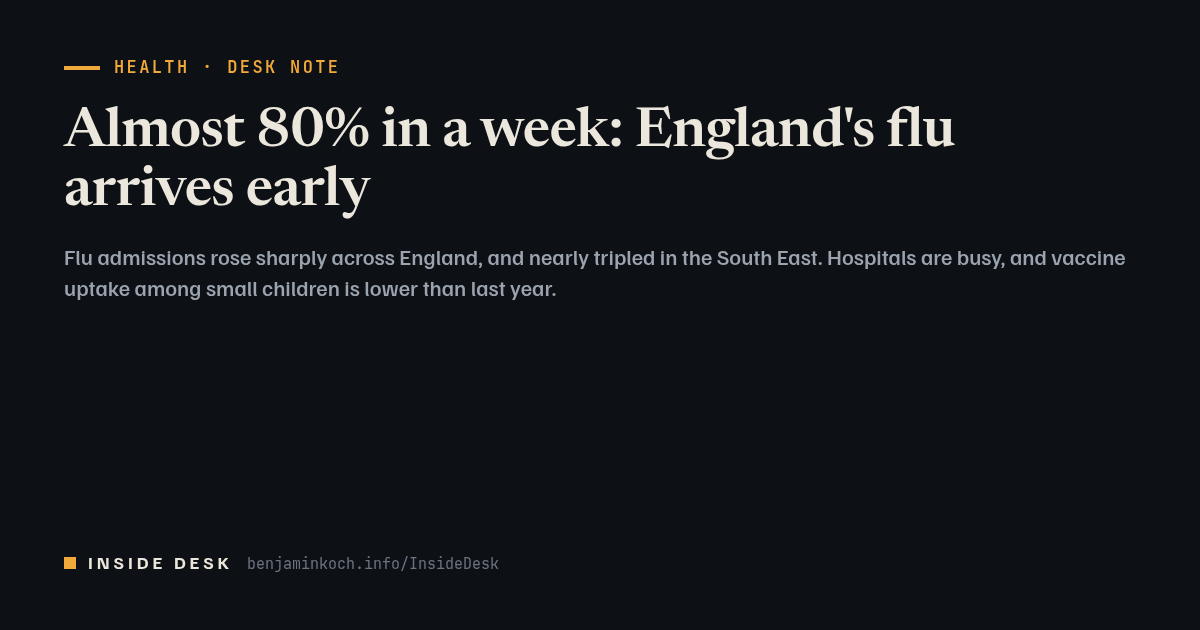 HEALTH · DESK NOTE
Almost 80% in a week: England's flu
arrives early
Flu admissions rose sharply across England, and nearly tripled in the South East. Hospitals are busy, and vaccine
uptake among small children is lower than last year.
INSIDE DESK benjaminkoch.info/InsideDesk